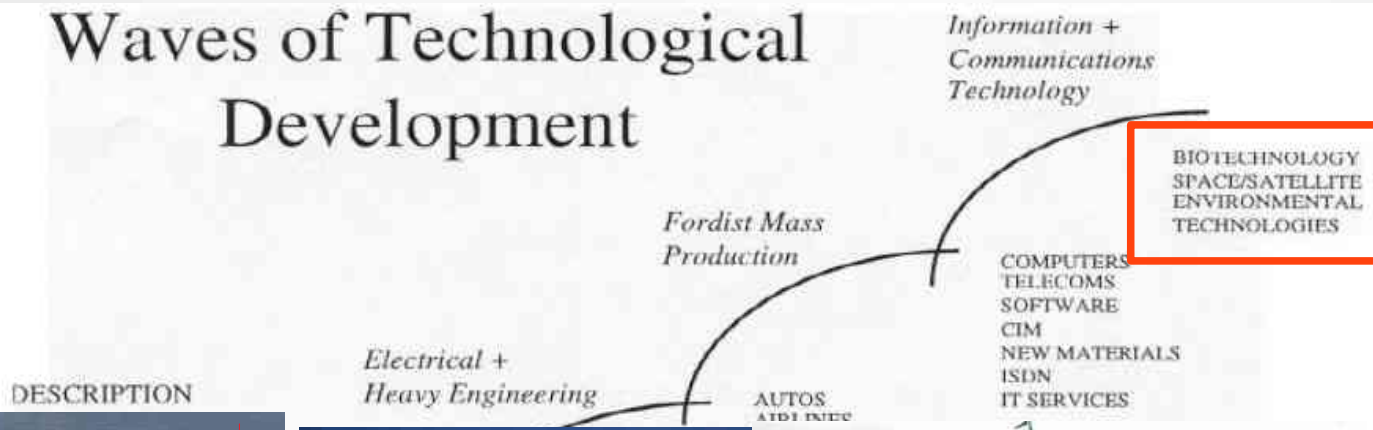 Waves of Technological
Development
Information +
Communications
Technology
BIOTECHNOLOGY
SPACE/SATELLITE
ENVIRONMENTAL
TECHNOLOGIES
Fordist Mass
Production
COMPUTERS
TELECOMS
SOFTWARE
CIM
NEW MATERIALS
ISDN
IT SERVICES
Electrical +
Heavy Engineering
DESCRIPTION
AUTOS
AIRLINES